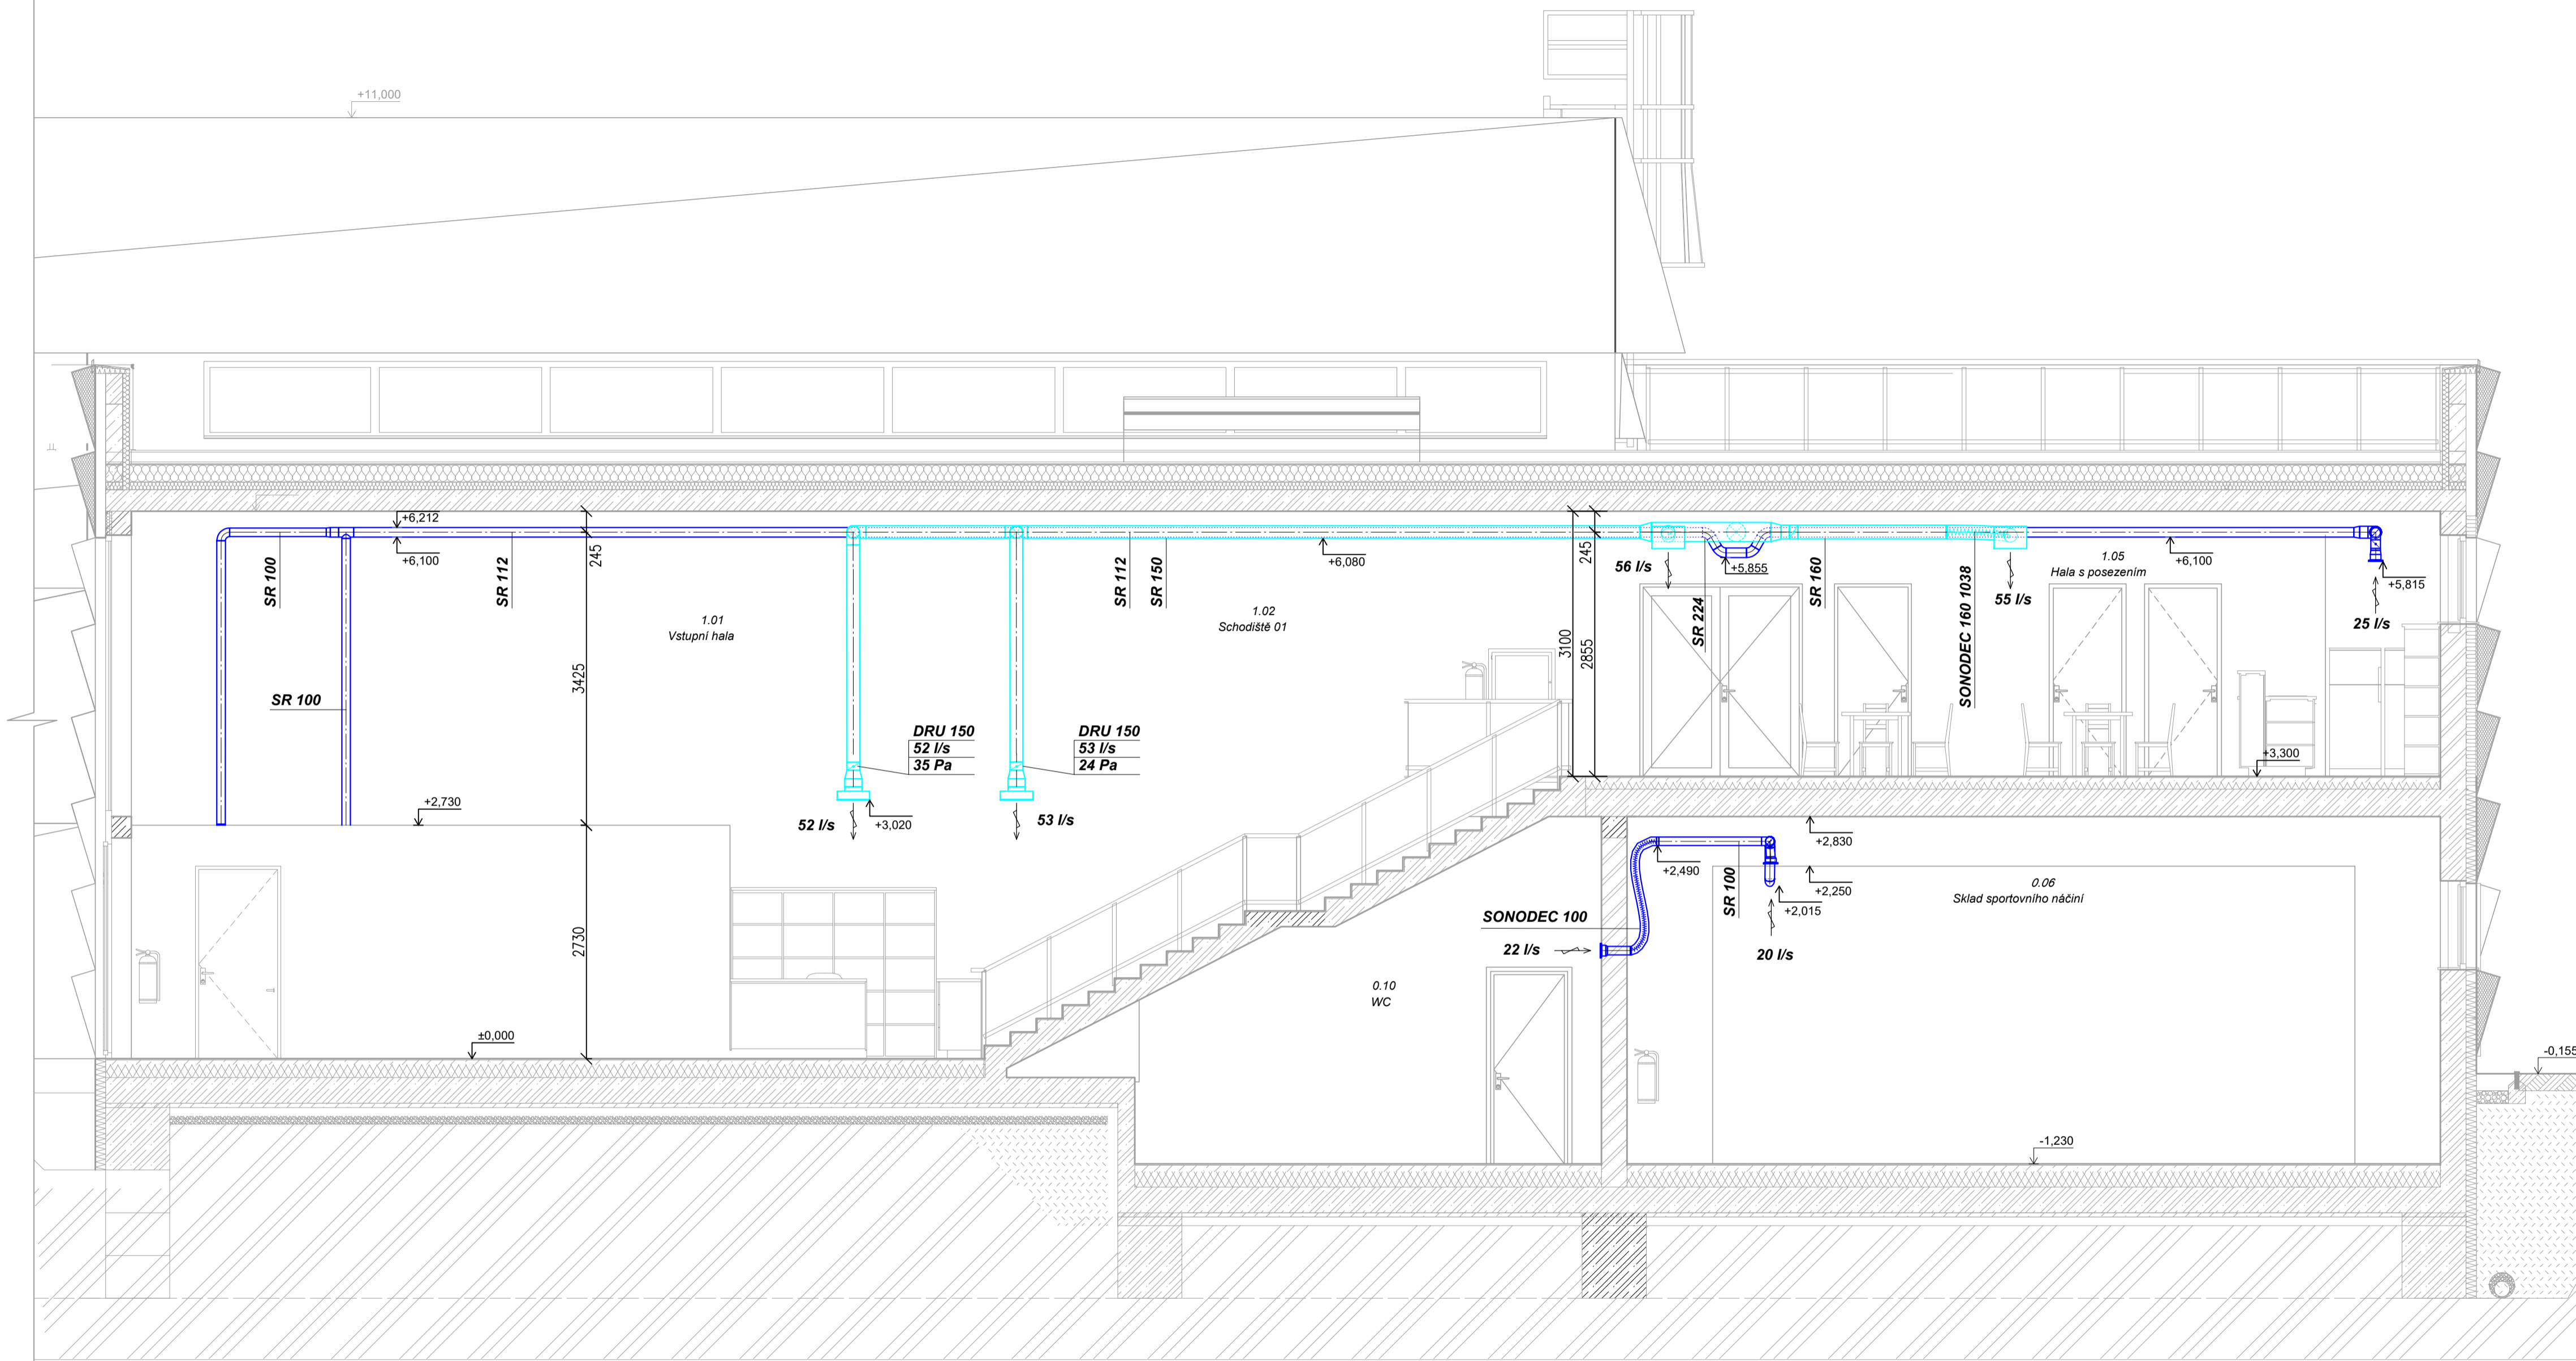 +11,000
+6,212
+6,100
SR 100
SR 112
245
3425
2730
SR 100
1.01
Vstupní hala
+2,730
±0,000
DRU 150
52 l/s
35 Pa
52 l/s
+3,020
DRU 150
53 l/s
24 Pa
53 l/s
SR 112
SR 150
1.02
Schodiště 01
+6,080
3100
245
2855
56 l/s
SR 224
+5,855
SR 160
SONODEC 160 1038
55 l/s
1.05
Hala s posezením
+6,100
+5,815
25 l/s
+3,300
+2,830
+2,490
SR 100
+2,250
+2,015
20 l/s
0.06
Sklad sportovního náčiní
SONODEC 100
22 l/s
0.10
WC
-1,230
-0,155